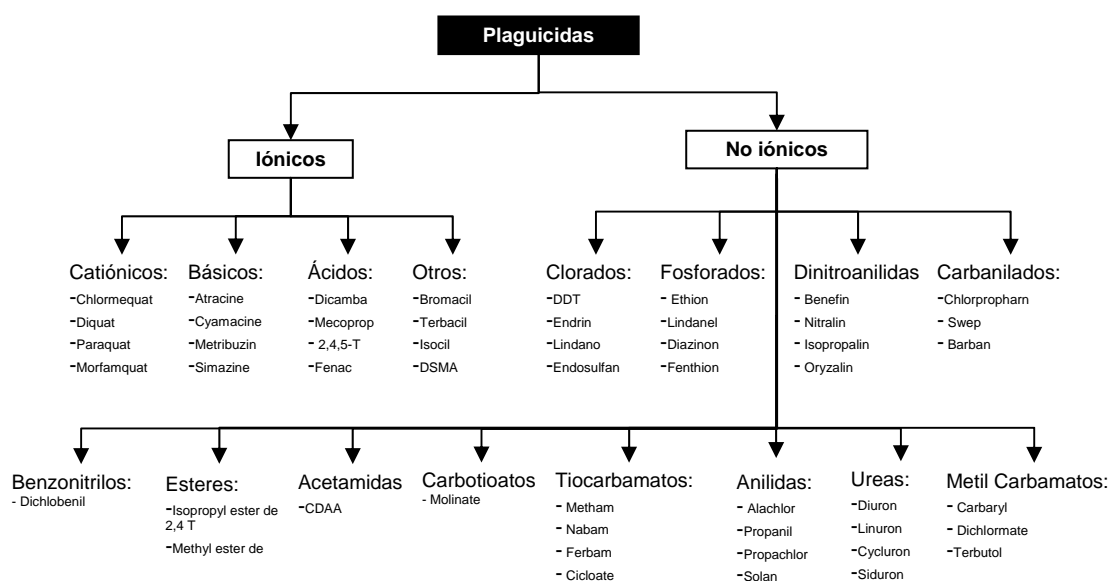 Plaguicidas
Iónicos
No iónicos
Catiónicos:
-Chlormequat
-Diquat
-Paraquat
-Morfamquat
Básicos:
-Atracine
-Cyamacine
-Metribuzin
-Simazine
Ácidos:
-Dicamba
-Mecoprop
- 2,4,5-T
-Fenac
Otros:
-Bromacil
-Terbacil
-Isocil
-DSMA
Clorados:
-DDT
-Endrin
-Lindano
-Endosulfan
Fosforados:
- Ethion
-Lindanel
-Diazinon
-Fenthion
Dinitroanilidas
- Benefin
- Nitralin
- Isopropalin
- Oryzalin
Carbanilados:
-Chlorpropharn
- Swep
- Barban
Benzonitrilos:
- Dichlobenil
Esteres:
-Isopropyl ester de
2,4 T
-Methyl ester de
Acetamidas
-CDAA
Carbotioatos
- Molinate
Tiocarbamatos:
- Metham
- Nabam
- Ferbam
- Cicloate
Anilidas:
- Alachlor
-Propanil
-Propachlor
-Solan
Ureas:
-Diuron
-Linuron
-Cycluron
-Siduron
Metil Carbamatos:
- Carbaryl
- Dichlormate
-Terbutol